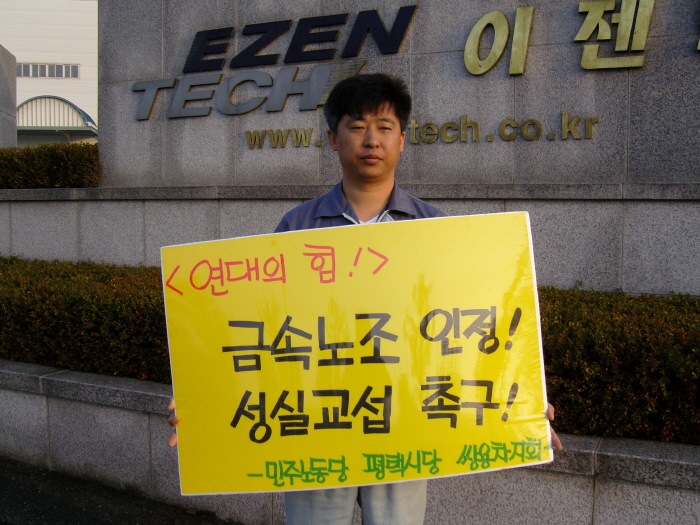 EZEN 이젠
TECH
www. tech.co.kr
<연대의 힘!>
금속노조 인정!
성실교섭 촉구!
-민주노동당 평택시당 쌍용차지회-